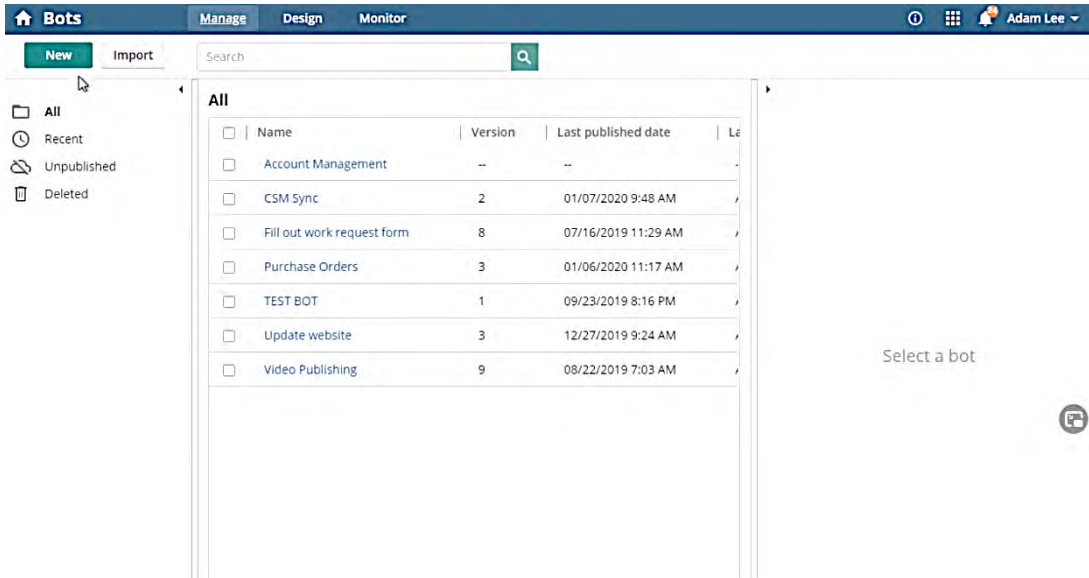 Bots Manage Design Monitor Adam Lee
New Import Search
All
Recent
Unpublished
Deleted
All
Name Version Last published date La
Account Management -- --
CSM Sync 2 01/07/2020 9:48 AM
Fill out work request form 8 07/16/2019 11:29 AM
Purchase Orders 3 01/06/2020 11:17 AM
TEST BOT 1 09/23/2019 8:16 PM
Update website 3 12/27/2019 9:24 AM
Video Publishing 9 08/22/2019 7:03 AM
Select a bot